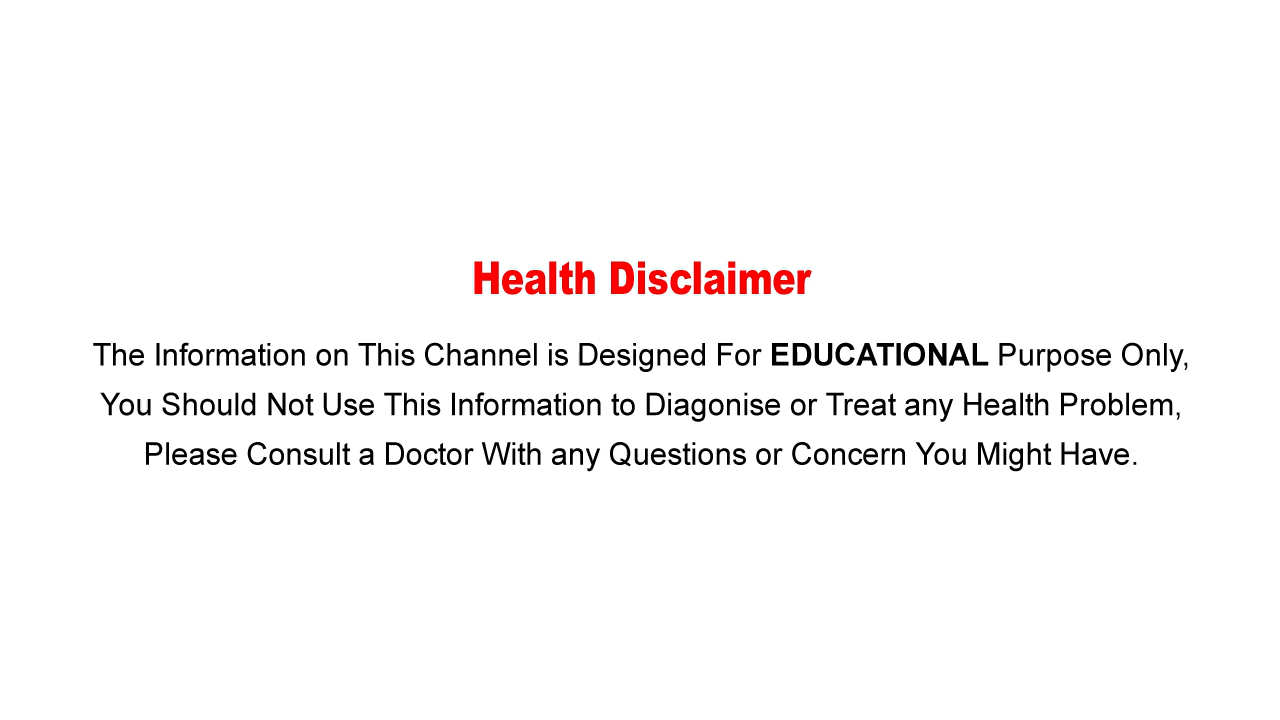 Health Disclaimer
The Information on This Channel is Designed For EDUCATIONAL Purpose Only,
You Should Not Use This Information to Diagonise or Treat any Health Problem,
Please Consult a Doctor With any Questions or Concern You Might Have.